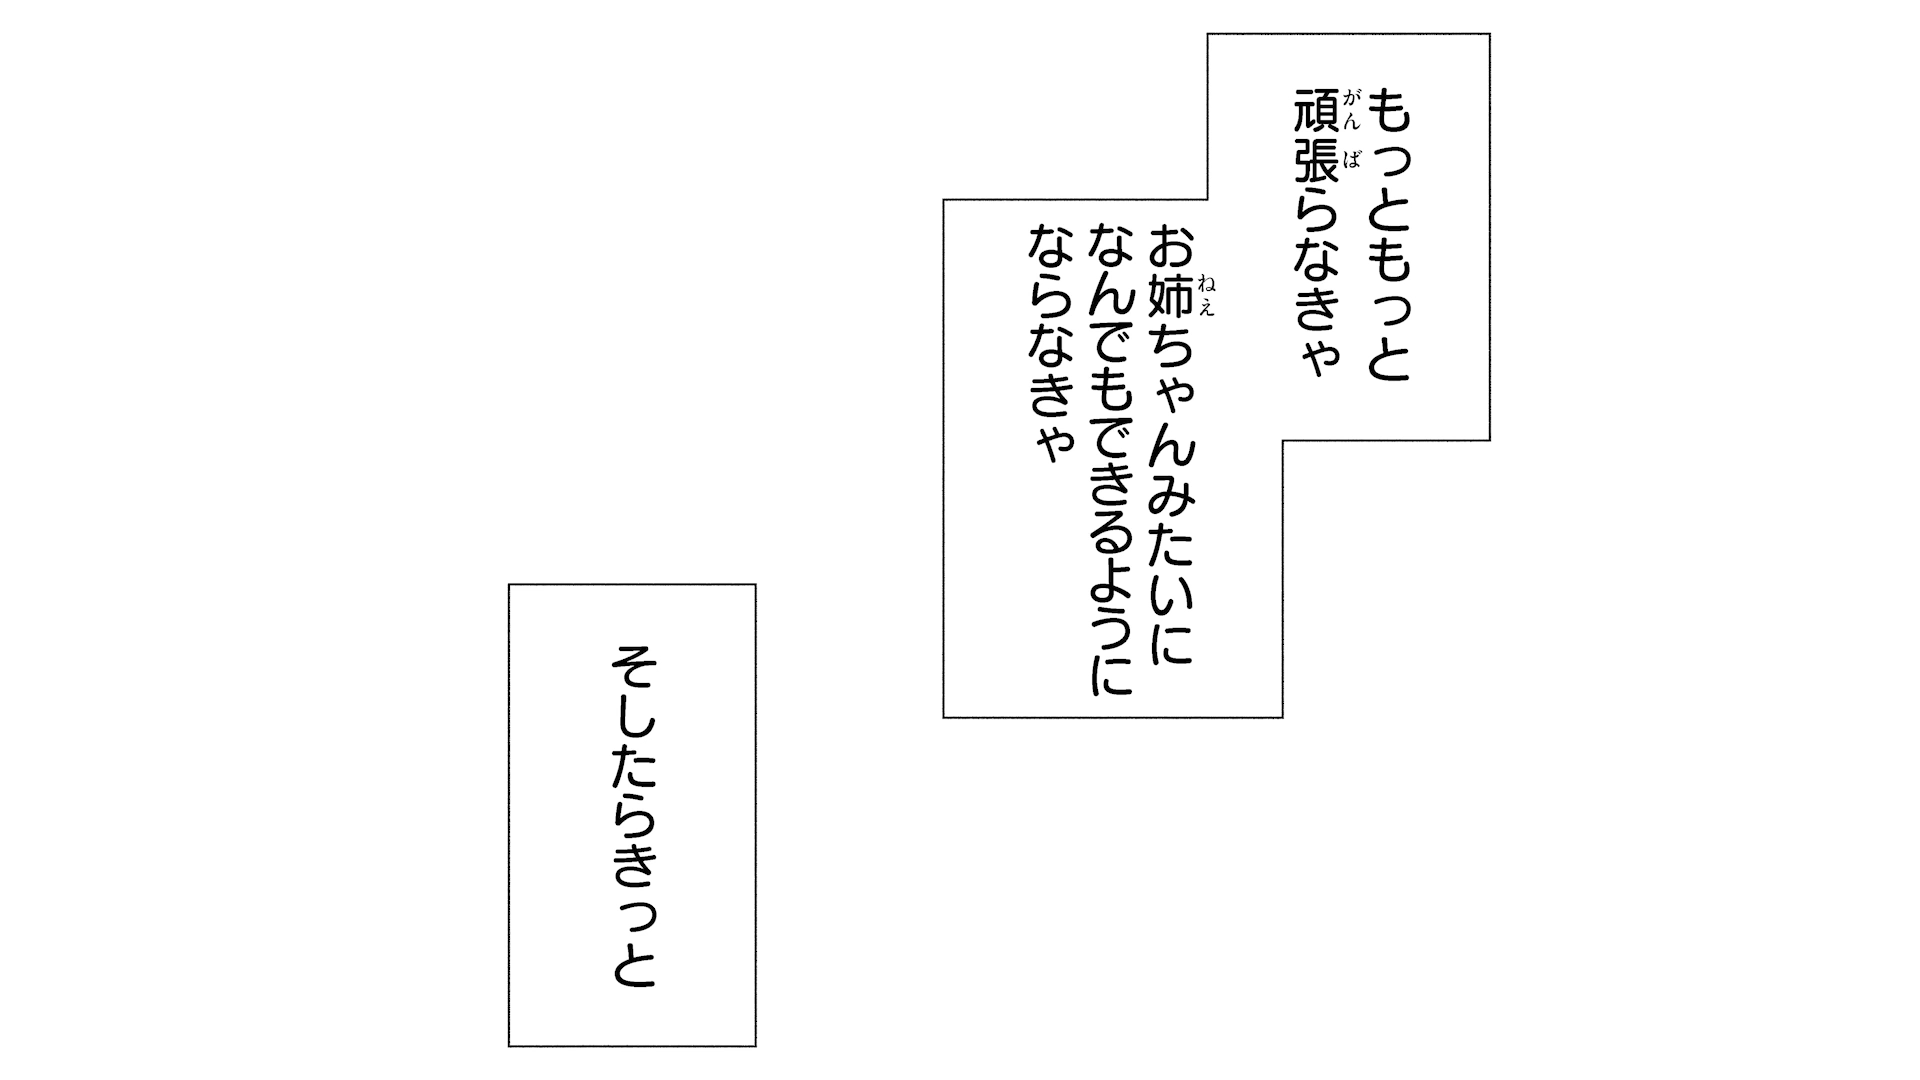 もっともっと
頑張らなきゃ
お姉ちゃんみたいに
なんでもできるように
ならなきゃ
そしたらきっと